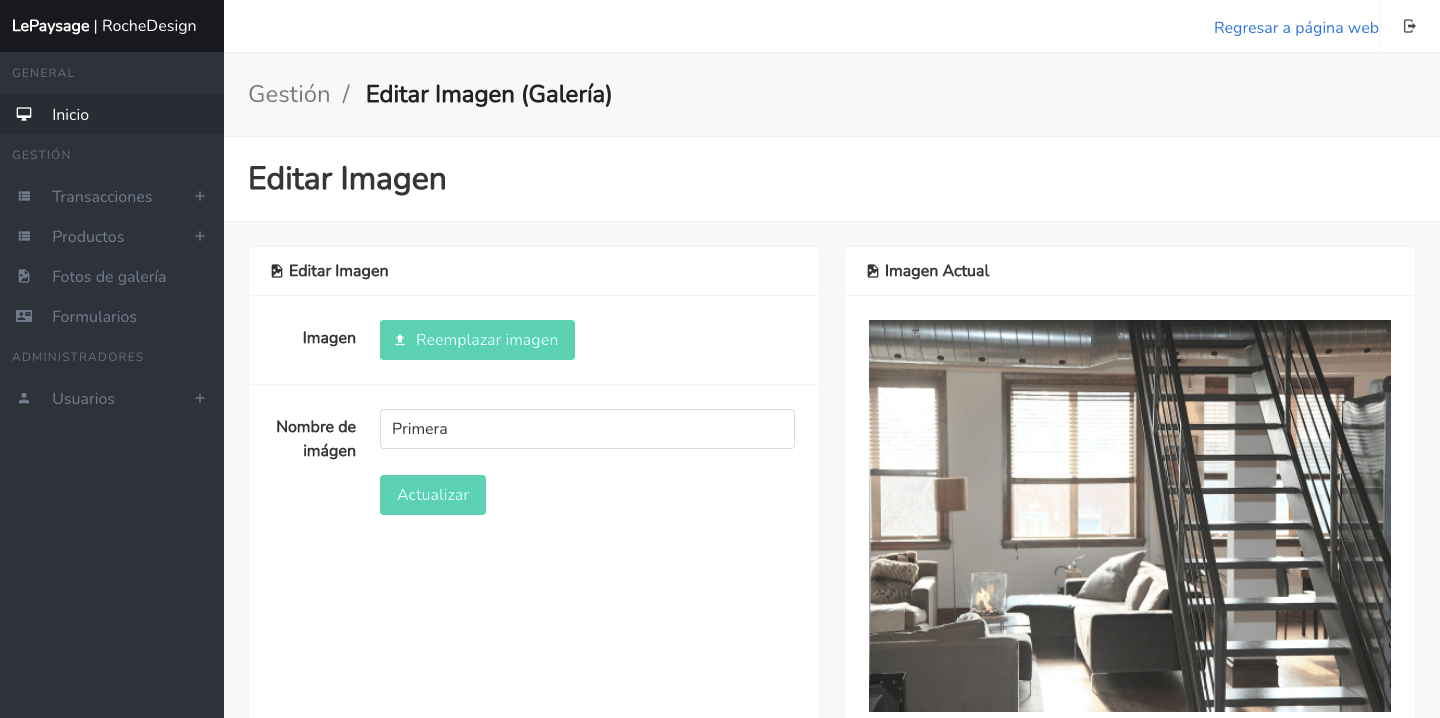 LePaysage | RocheDesign
Regresar a página web
GENERAL
Inicio
GESTIÓN
Transacciones
Productos
Fotos de galería
Formularios
ADMINISTRADORES
Usuarios
Gestión / Editar Imagen (Galería)
Editar Imagen
Editar Imagen
Imagen
Reemplazar imagen
Nombre de
imágen
Primera
Actualizar
Imagen Actual